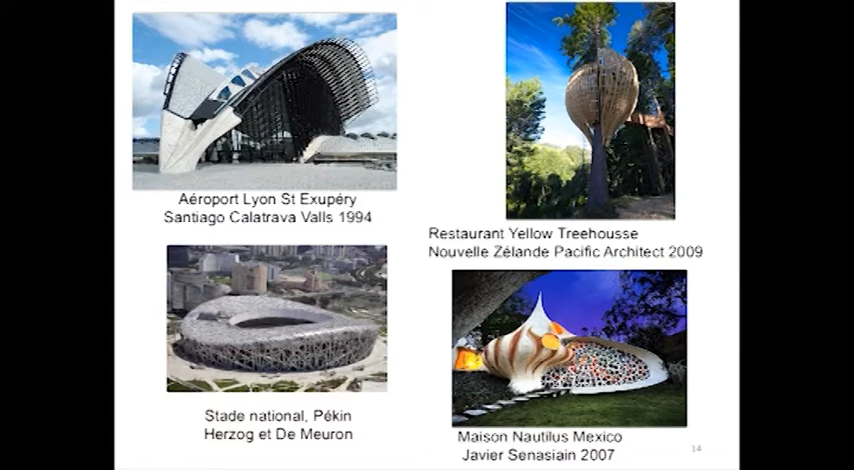 Aéroport Lyon St Exupéry
Santiago Calatrava Valls 1994
Restaurant Yellow Treehousse
Nouvelle Zélande Pacific Architect 2009
Stade national, Pékin
Herzog et De Meuron
Maison Nautilus Mexico
Javier Senasiain 2007
14